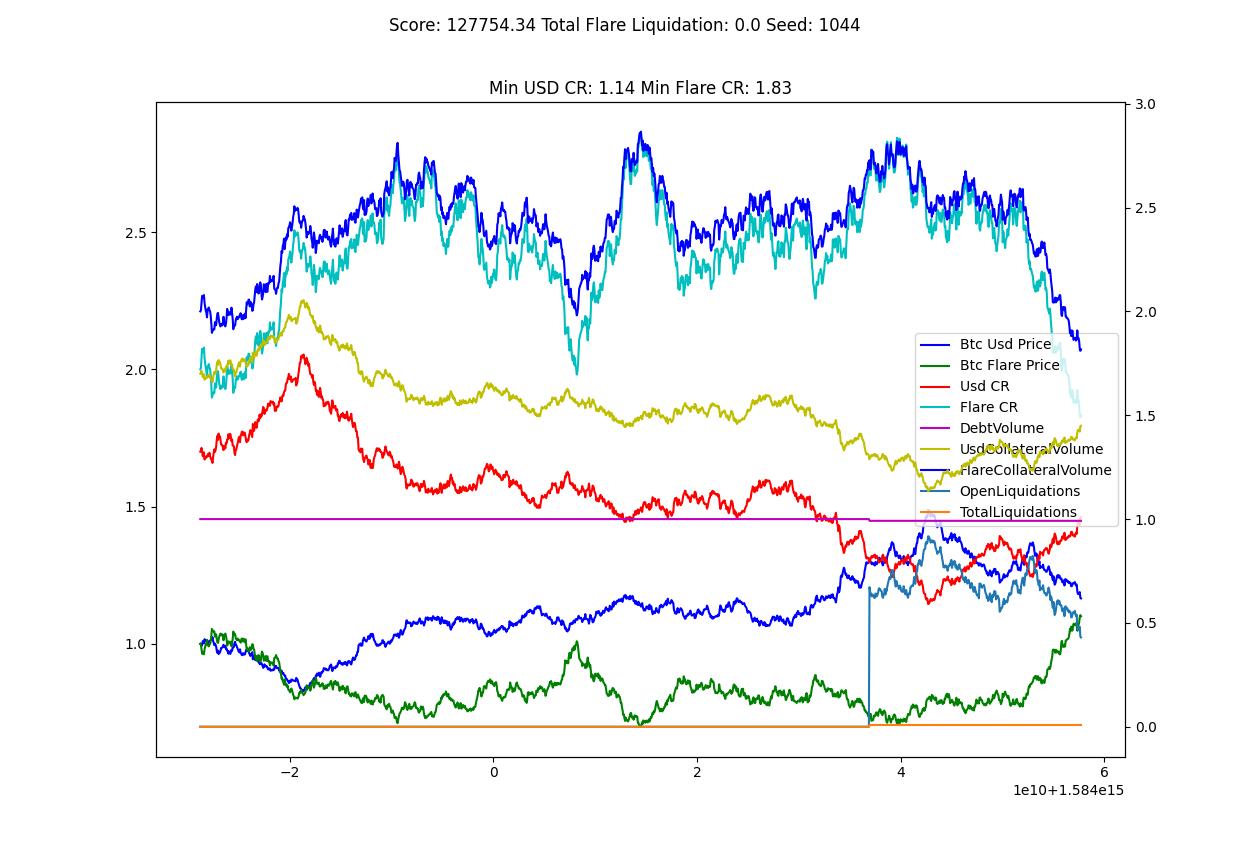 Score: 127754.34 Total Flare Liquidation: 0.0 Seed: 1044
Min USD CR: 1.14 Min Flare CR: 1.83
3.0
2.5
2.5
2.0
2.0
1.5
1.5
1.0
1.0
0.5
0.0
Btc Usd Price
Btc Flare Price
Usd CR
Flare CR
DebtVolume
UsdCollateralVolume
FlareCollateralVolume
OpenLiquidations
TotalLiquidations
−2 0 2 4 6
1e10+1.584e15